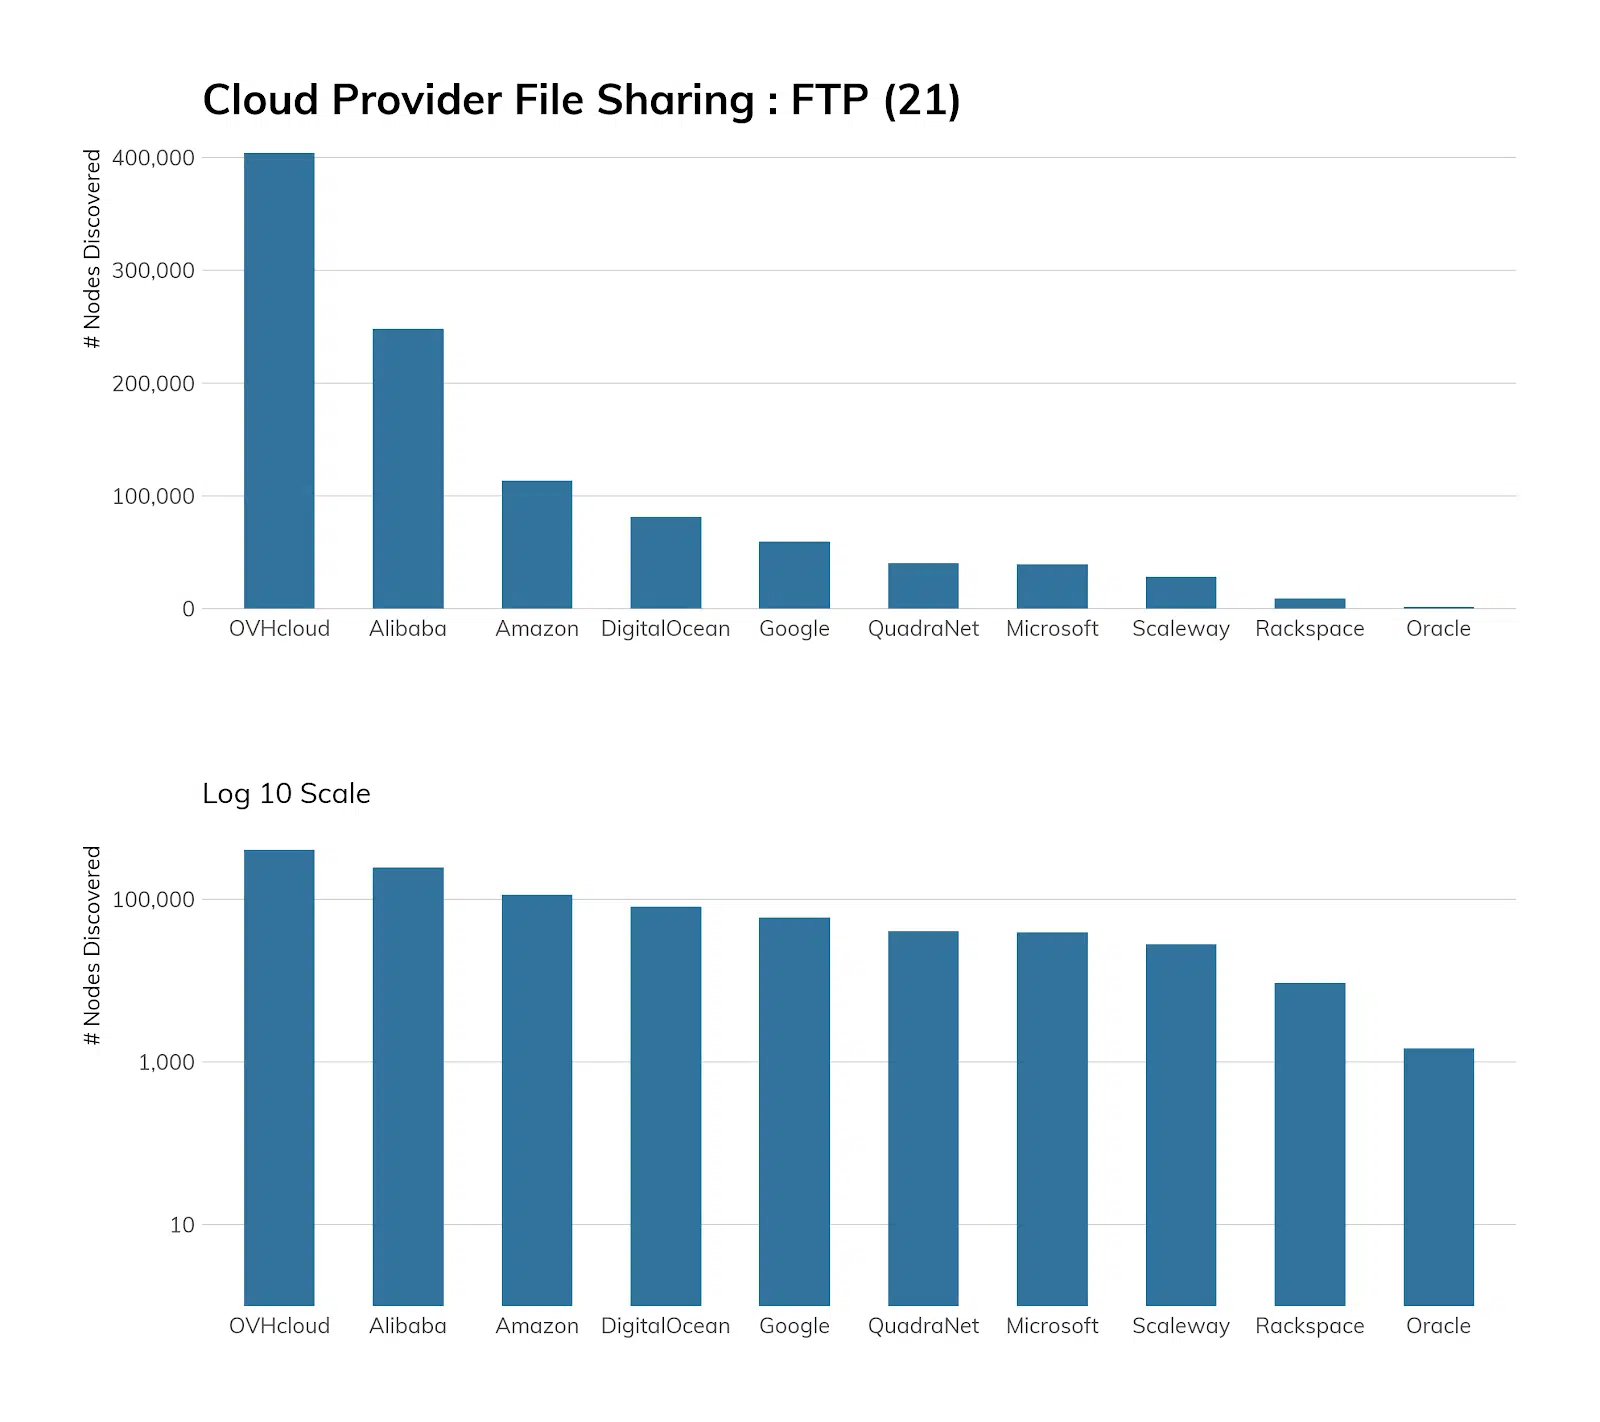 Cloud Provider File Sharing : FTP (21)
# Nodes Discovered
400,000
300,000
200,000
100,000
0
OVHcloud Alibaba Amazon DigitalOcean Google QuadraNet Microsoft Scaleway Rackspace Oracle
Log 10 Scale
# Nodes Discovered
100,000
1,000
10
OVHcloud Alibaba Amazon DigitalOcean Google QuadraNet Microsoft Scaleway Rackspace Oracle